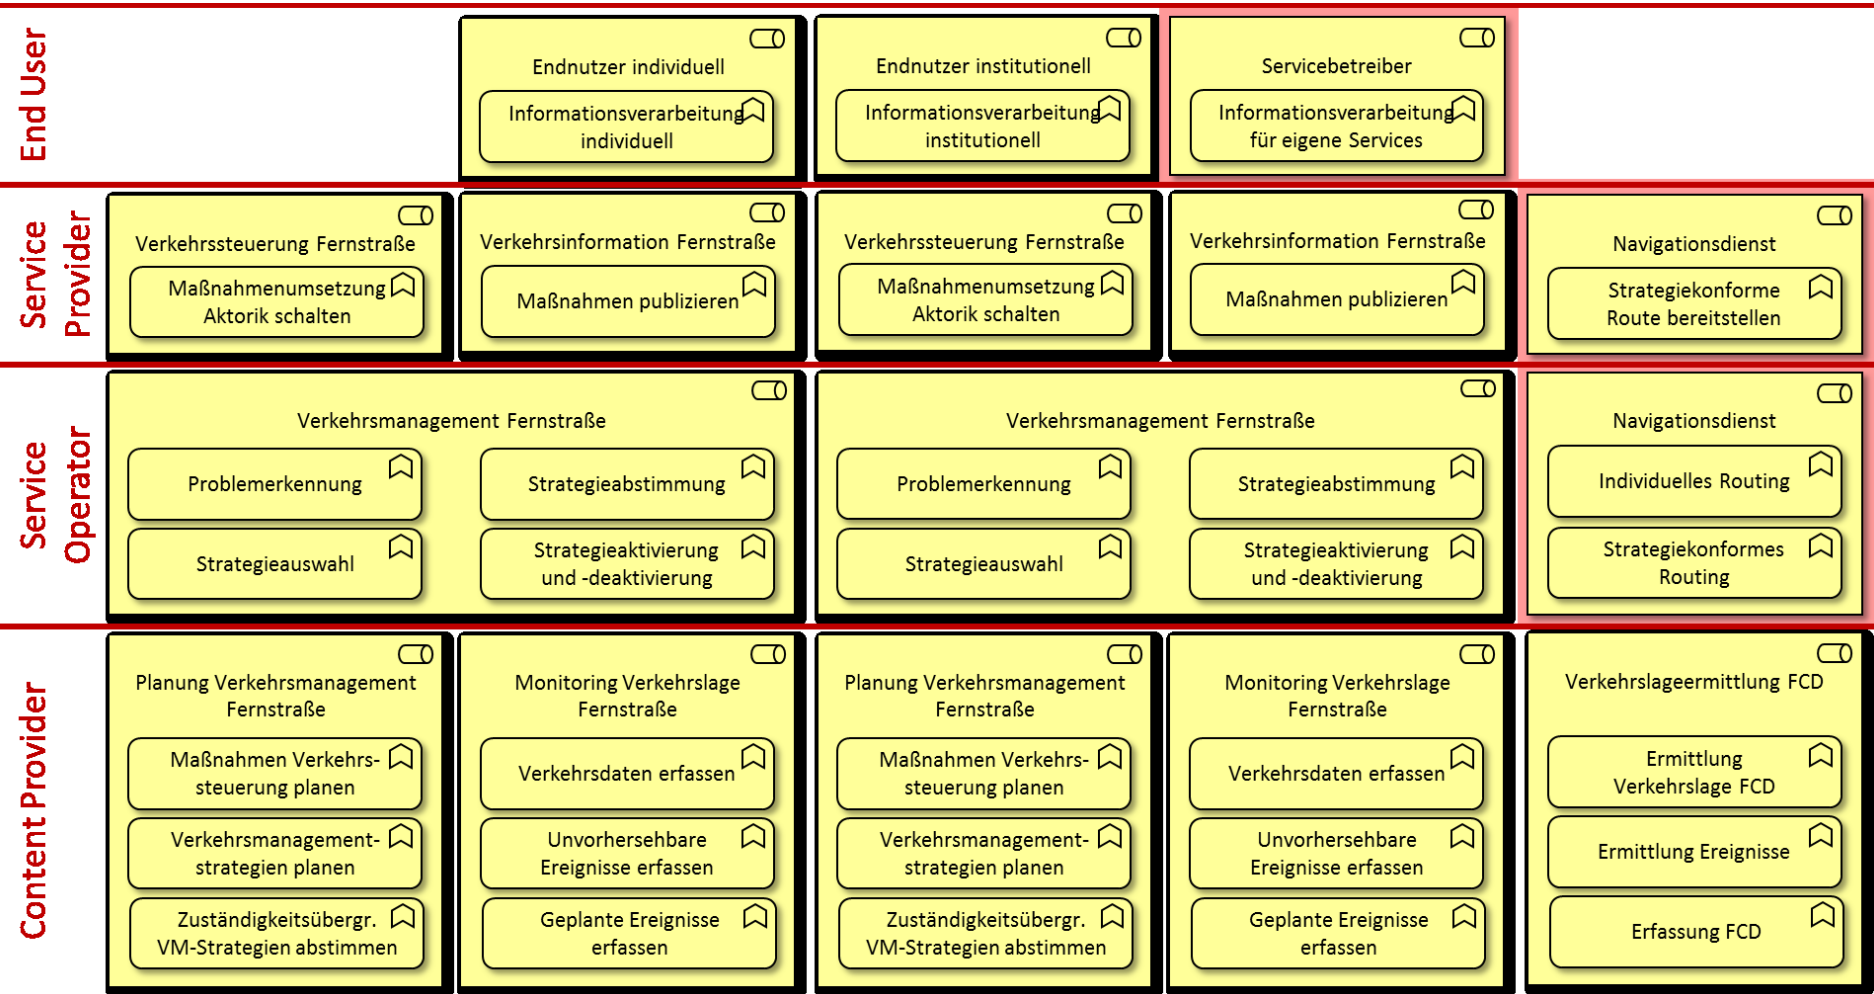 End User
Endnutzer individuell
Informationsverarbeitung
individuell
Endnutzer institutionell
Informationsverarbeitung
institutionell
Servicebetreiber
Informationsverarbeitung
für eigene Services
Service
Provider
Verkehrssteuerung Fernstraße
Maßnahmenumsetzung
Aktorik schalten
Verkehrsinformation Fernstraße
Maßnahmen publizieren
Verkehrssteuerung Fernstraße
Maßnahmenumsetzung
Aktorik schalten
Verkehrsinformation Fernstraße
Maßnahmen publizieren
Navigationsdienst
Strategiekonforme
Route bereitstellen
Service
Operator
Verkehrsmanagement Fernstraße
Problemerkennung
Strategieabstimmung
Strategieauswahl
Strategieaktivierung
und -deaktivierung
Verkehrsmanagement Fernstraße
Problemerkennung
Strategieabstimmung
Strategieauswahl
Strategieaktivierung
und -deaktivierung
Navigationsdienst
Individuelles Routing
Strategiekonformes
Routing
Content Provider
Planung Verkehrsmanagement
Fernstraße
Maßnahmen Verkehrs-
steuerung planen
Verkehrsmanagement-
strategien planen
Zuständigkeitsübergr.
VM-Strategien abstimmen
Monitoring Verkehrslage
Fernstraße
Verkehrsdaten erfassen
Unvorhersehbare
Ereignisse erfassen
Geplante Ereignisse
erfassen
Planung Verkehrsmanagement
Fernstraße
Maßnahmen Verkehrs-
steuerung planen
Verkehrsmanagement-
strategien planen
Zuständigkeitsübergr.
VM-Strategien abstimmen
Monitoring Verkehrslage
Fernstraße
Verkehrsdaten erfassen
Unvorhersehbare
Ereignisse erfassen
Geplante Ereignisse
erfassen
Verkehrslageermittlung FCD
Ermittlung
Verkehrslage FCD
Ermittlung Ereignisse
Erfassung FCD